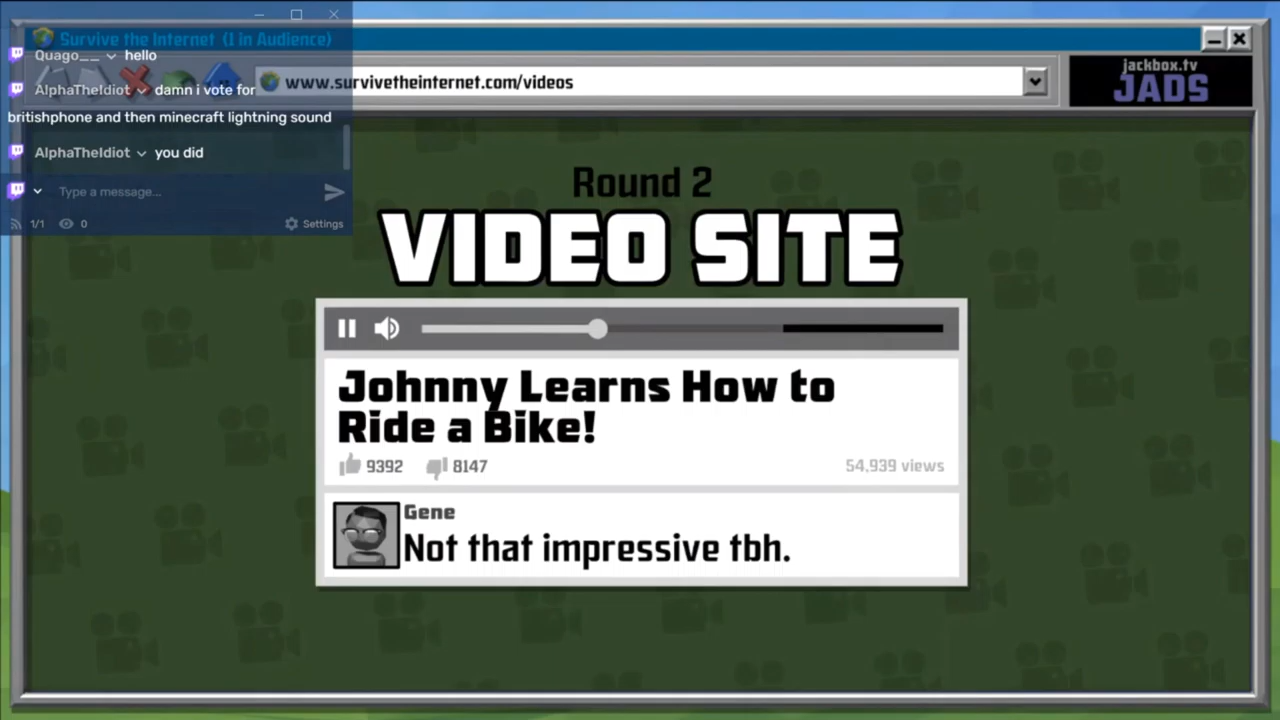 Survive the Internet (1 in Audience)
Quago__ hello
AlphaTheIdiot damn i vote for
britishphone and then minecraft lightning sound
AlphaTheIdiot you did
Type a message...
1/1 0 Settings
www.survivetheinternet.com/videos
jackbox.tv
JADS
Round 2
VIDEO SITE
Johnny Learns How to
Ride a Bike!
9392 8147 54,939 views
Gene
Not that impressive tbh.